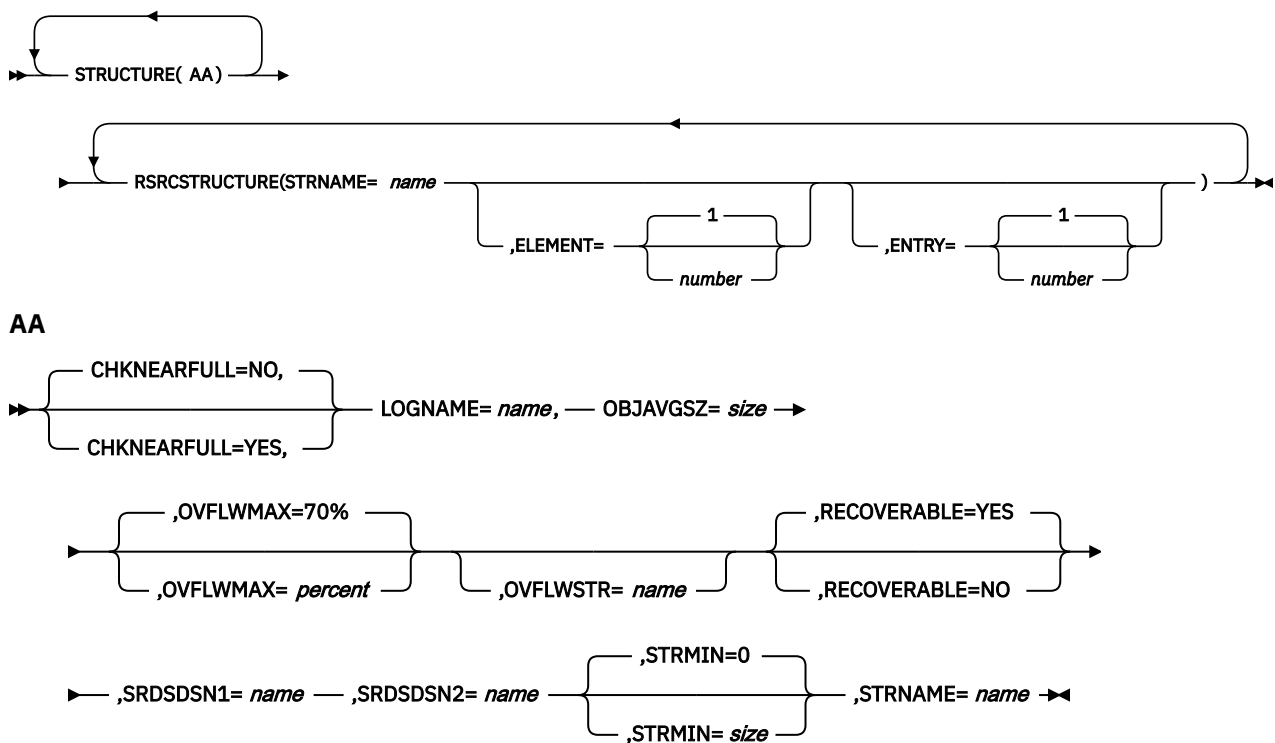 STRUCTURE( AA)
RSRCSTRUCTURE(STRNAME= name )
1 1
,ELEMENT= ,ENTRY=
number number
AA
CHKNEARFULL=NO,
LOGNAME= name, OBJAVGSZ= size
CHKNEARFULL=YES,
,OVFLWMAX=70% ,RECOVERABLE=YES
,OVFLWMAX= percent ,OVFLWSTR= name ,RECOVERABLE=NO
,STRMIN=0
,SRDSDSN1= name ,SRDSDSN2= name ,STRNAME= name
,STRMIN= size